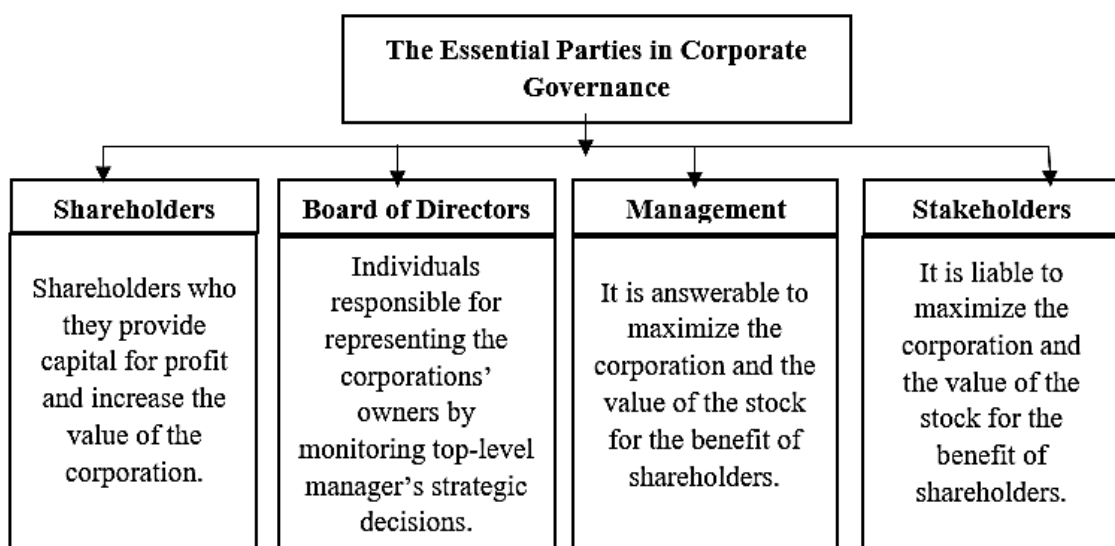 The Essential Parties in Corporate
Governance
Shareholders
Shareholders who
they provide
capital for profit
and increase the
value of the
corporation.
Board of Directors
Individuals
responsible for
representing the
corporations’
owners by
monitoring top-level
manager’s strategic
decisions.
Management
It is answerable to
maximize the
corporation and the
value of the stock
for the benefit of
shareholders.
Stakeholders
It is liable to
maximize the
corporation and
the value of the
stock for the
benefit of
shareholders.